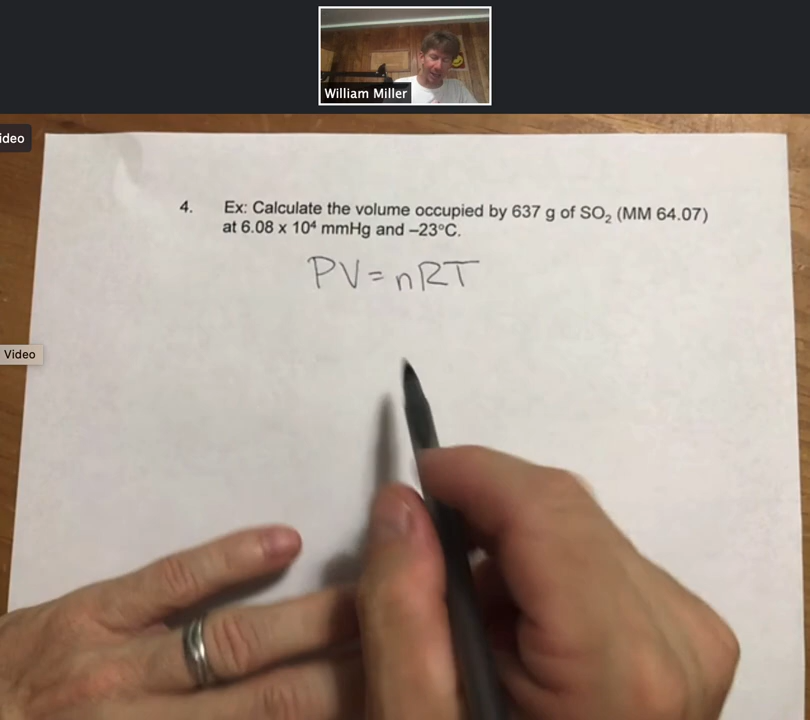 William Miller
ideo
4. Ex: Calculate the volume occupied by 637 g of SO₂ (MM 64.07)
at 6.08 x 10⁴ mmHg and –23°C.
PV = nRT
Video